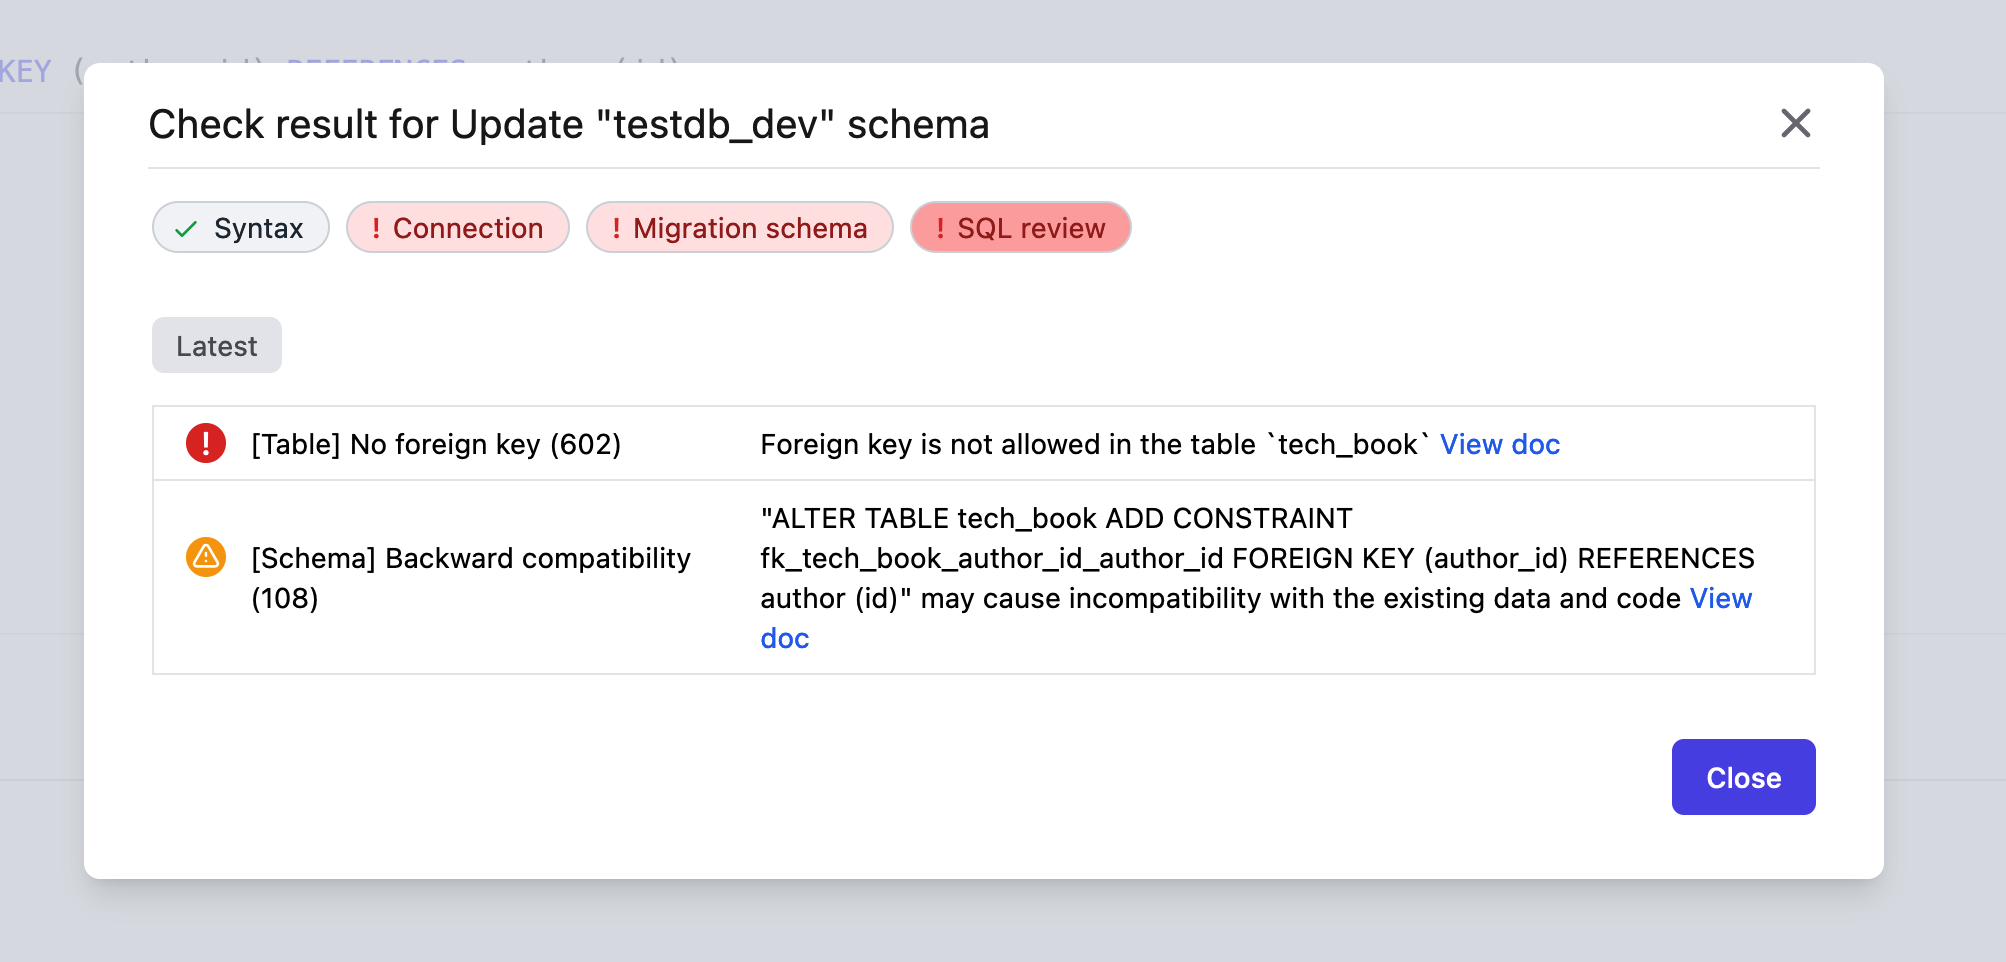 KEY (
Check result for Update "testdb_dev" schema
Syntax
! Connection
! Migration schema
! SQL review
Latest
[Table] No foreign key (602)
Foreign key is not allowed in the table `tech_book` View doc
[Schema] Backward compatibility
(108)
"ALTER TABLE tech_book ADD CONSTRAINT
fk_tech_book_author_id_author_id FOREIGN KEY (author_id) REFERENCES
author (id)" may cause incompatibility with the existing data and code View
doc
Close